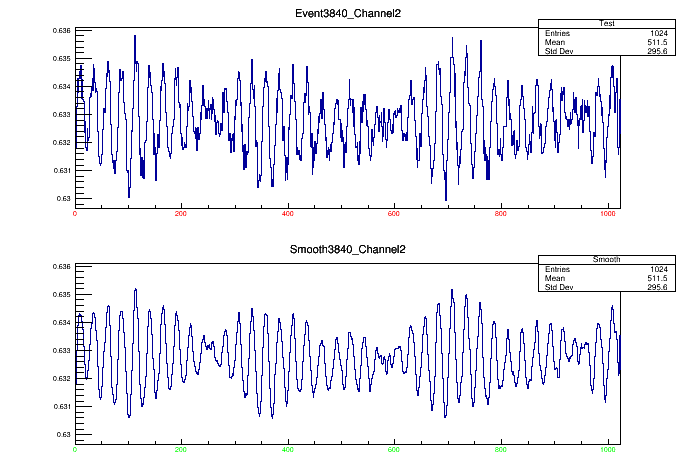 Event3840_Channel2
Test
Entries 1024
Mean 511.5
Std Dev 295.6
0.636
0.635
0.634
0.633
0.632
0.631
0.63
0 200 400 600 800 1000
Smooth3840_Channel2
Smooth
Entries 1024
Mean 511.5
Std Dev 295.6
0.636
0.635
0.634
0.633
0.632
0.631
0.63
0 200 400 600 800 1000